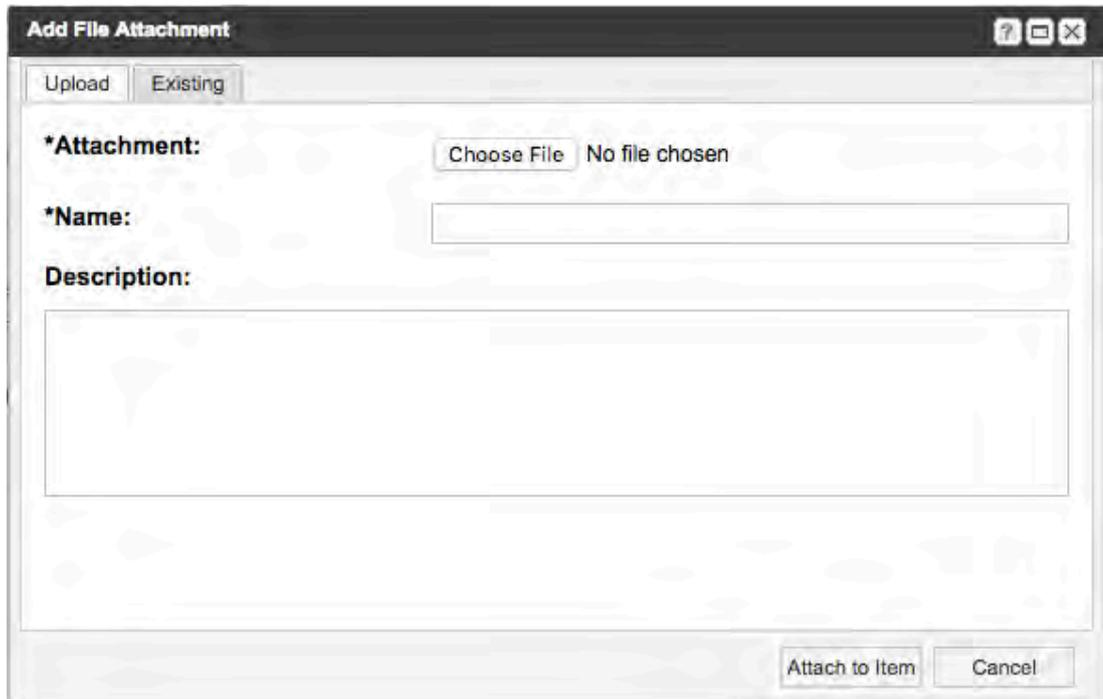 Add File Attachment
Upload Existing
*Attachment: Choose File No file chosen
*Name:
Description:
Attach to Item Cancel